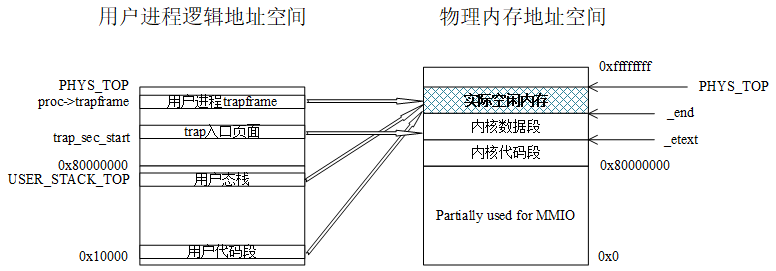 用户进程逻辑地址空间
物理内存地址空间
PHYS_TOP
proc->trapframe
用户进程trapframe
trap入口页面
trap_sec_start
0x80000000
USER_STACK_TOP
用户态栈
0x10000
用户代码段
0xffffffff
PHYS_TOP
实际空闲内存
_end
内核数据段
_etext
内核代码段
0x80000000
Partially used for MMIO
0x0